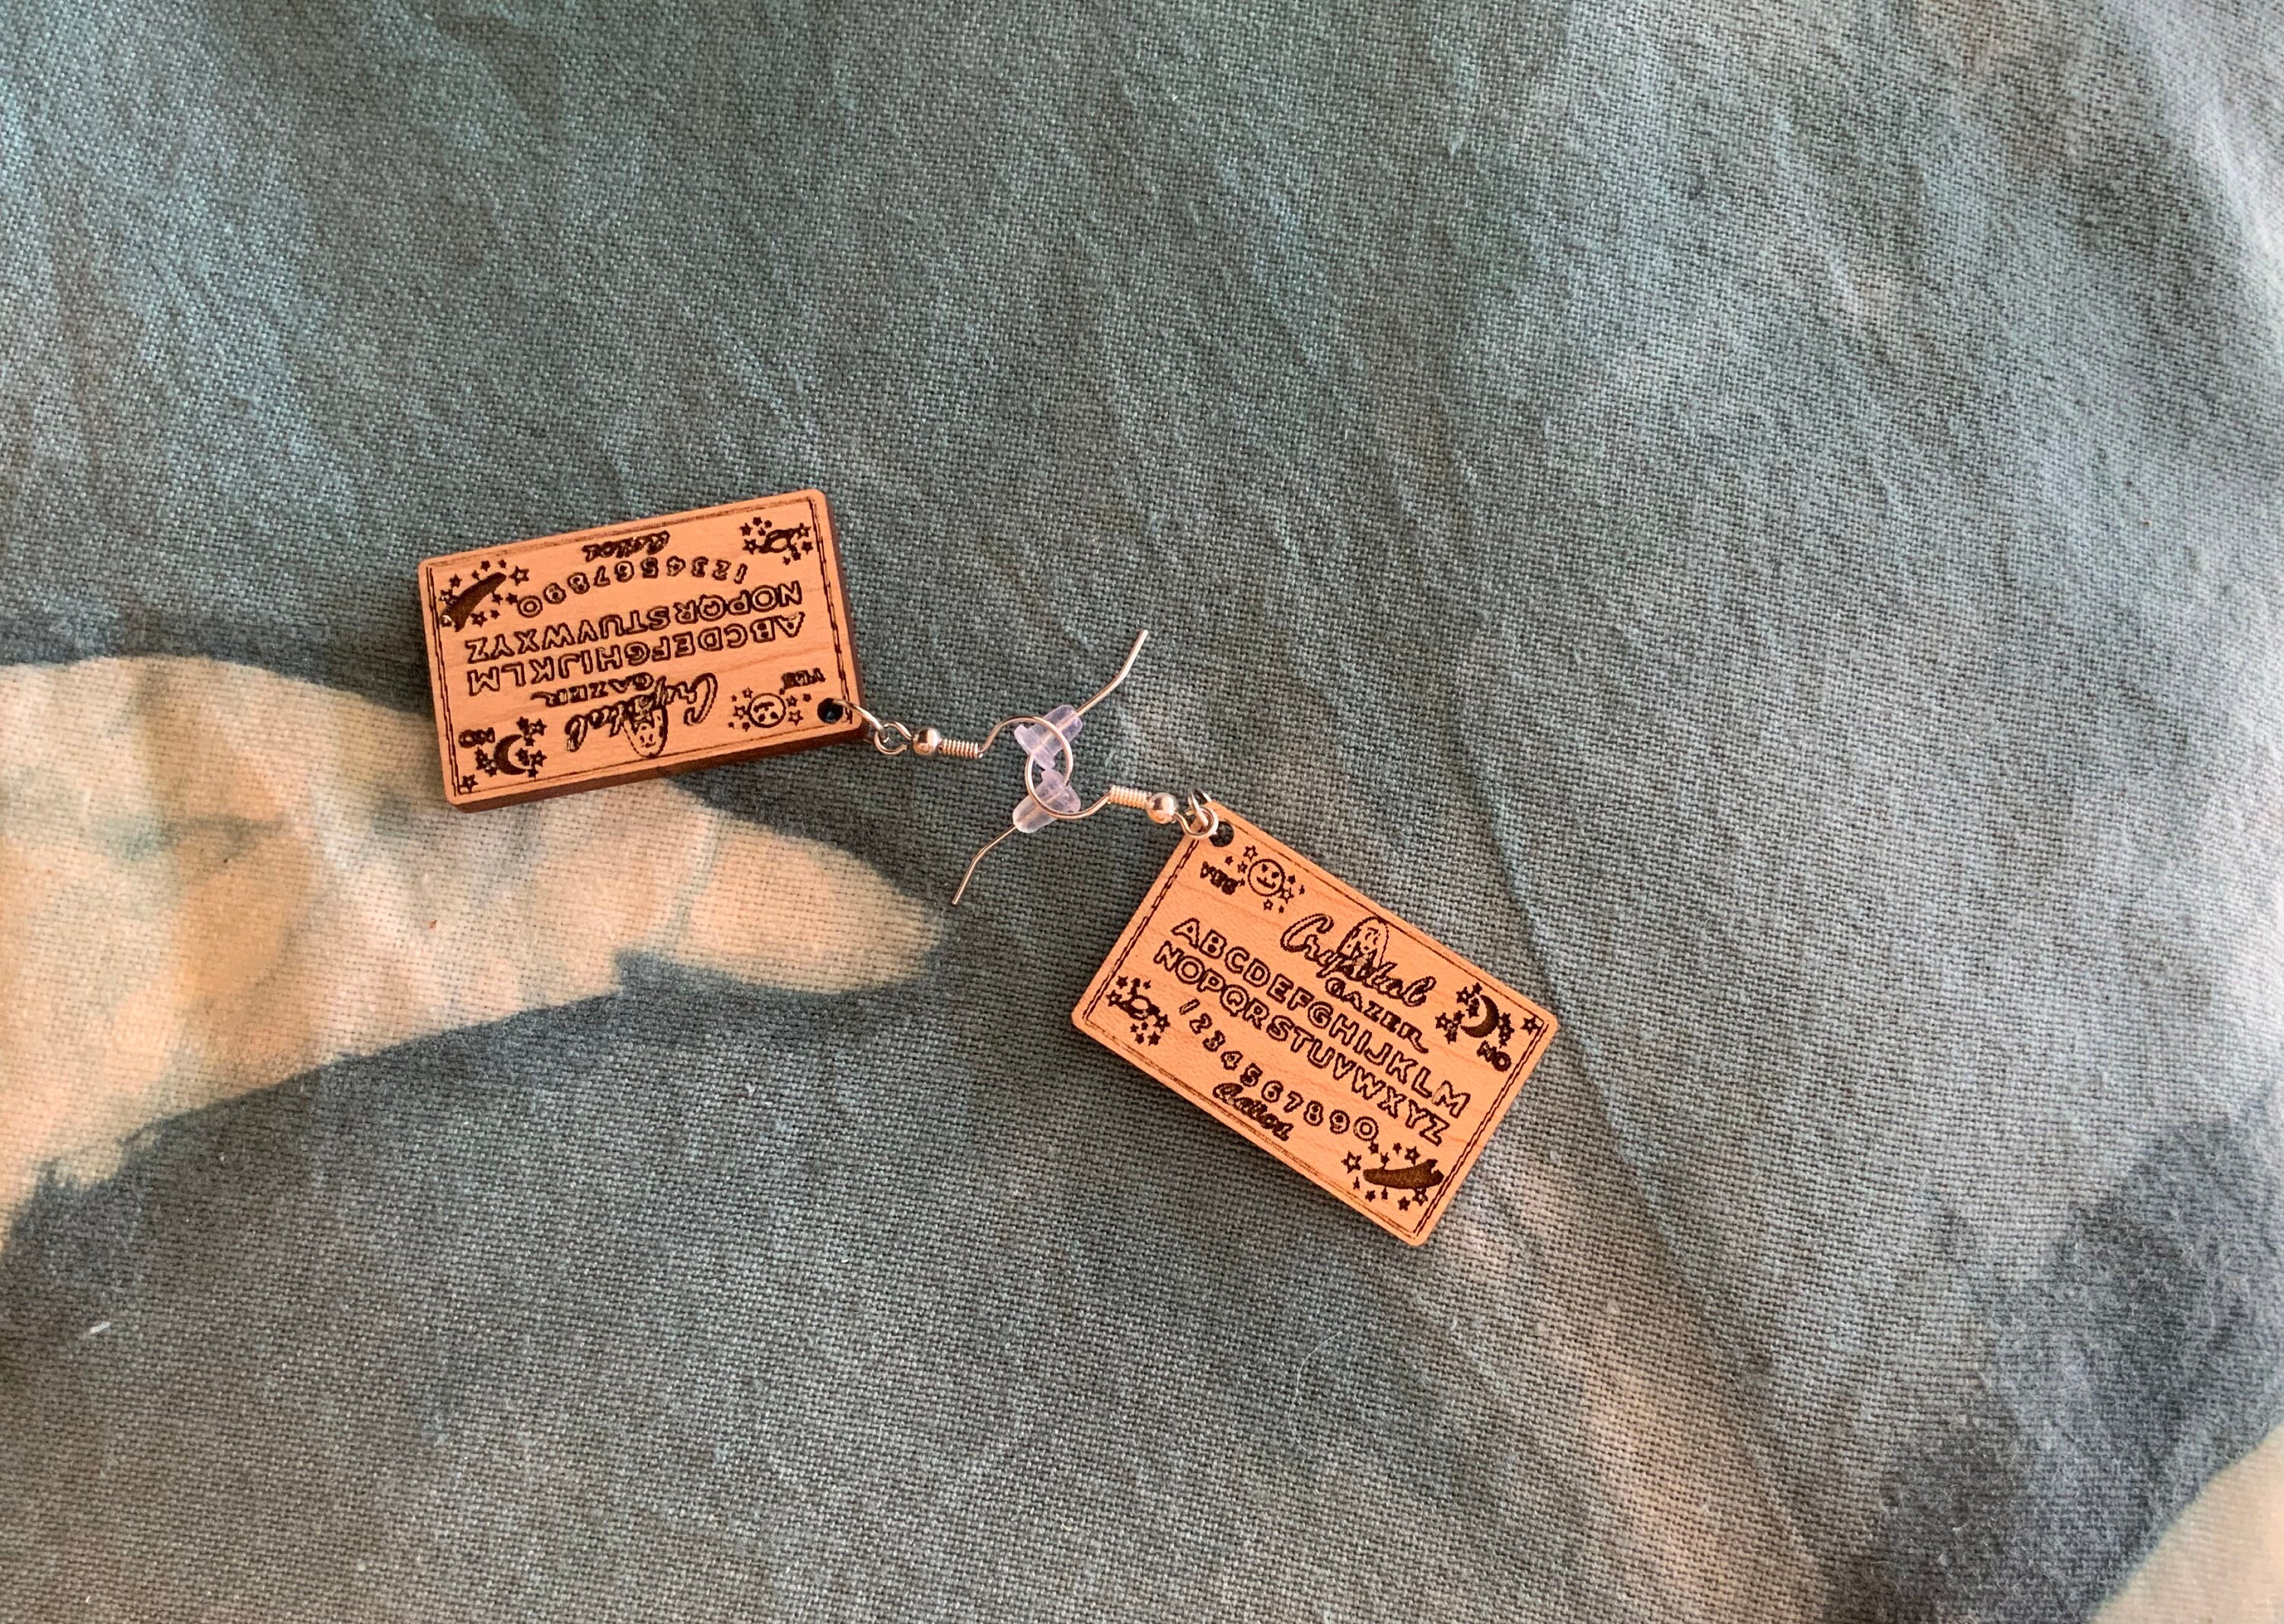 YES
NO
Crystal
GAZER
ABCDEFGHIJKLM
NOPQRSTUVWXYZ
1234567890
YES
NO
Crystal
GAZER
ABCDEFGHIJKLM
NOPQRSTUVWXYZ
1234567890